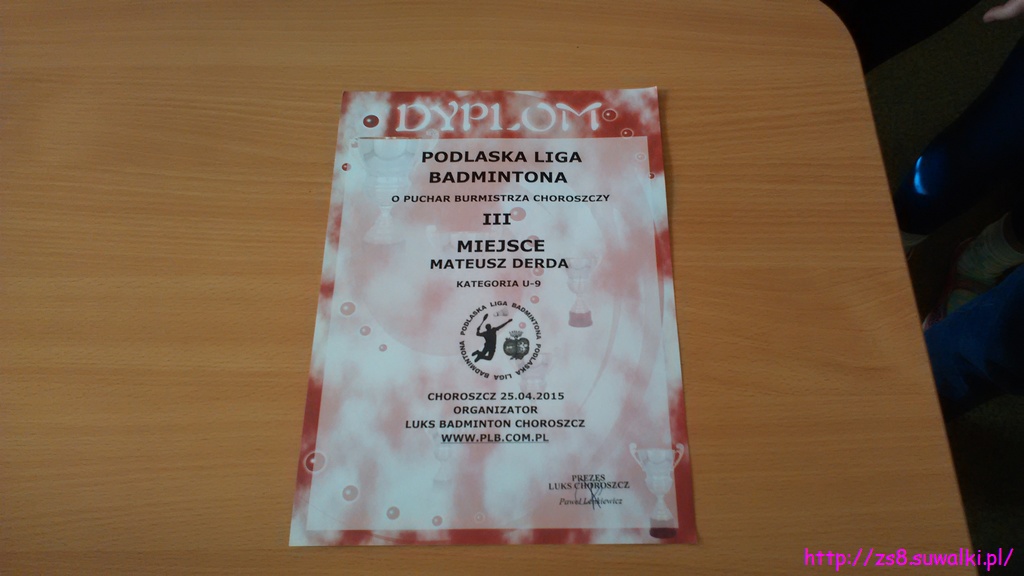 DYPLOM
PODLASKA LIGA
BADMINTONA
O PUCHAR BURMISTRZA CHOROSZCZY
III
MIEJSCE
MATEUSZ DERDA
KATEGORIA U-9
PODLASKA LIGA BADMINTONA PODLASKA LIGA BADMINTONA
CHOROSZCZ 25.04.2015
ORGANIZATOR
LUKS BADMINTON CHOROSZCZ
WWW.PLB.COM.PL
PREZES
LUKS CHOROSZCZ
Paweł
http://zs8.suwalki.pl/